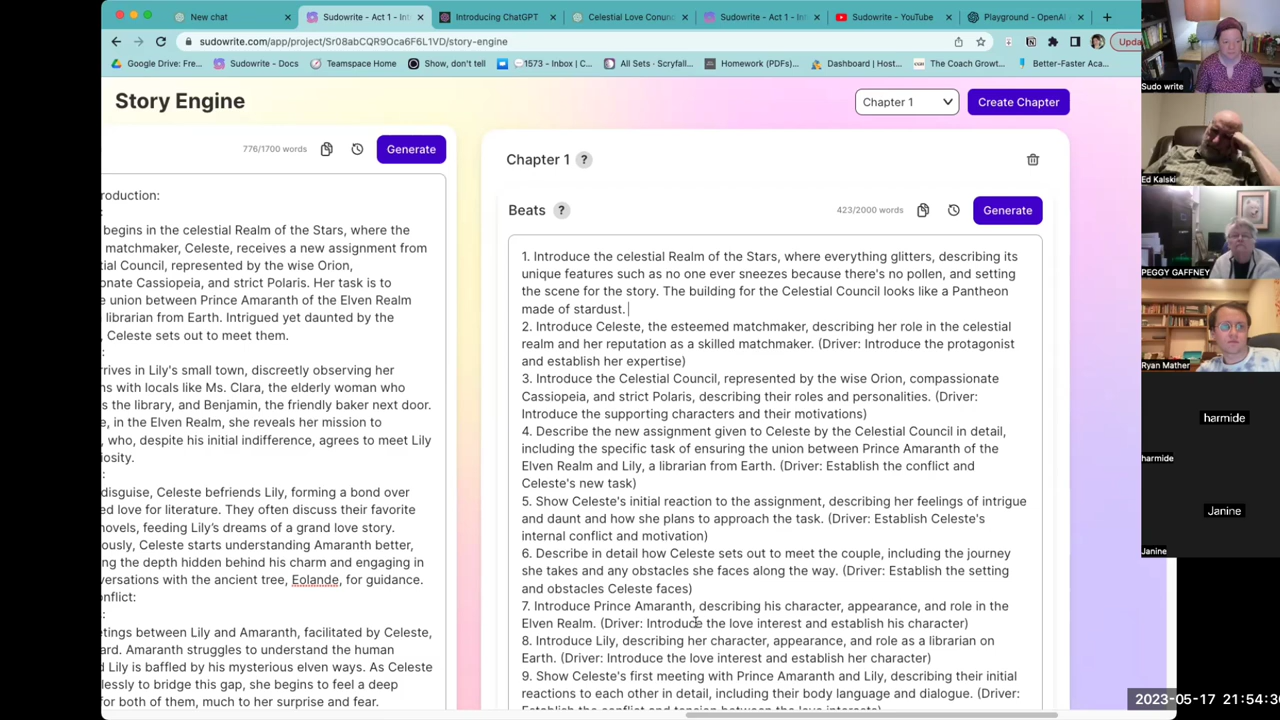 New chat
Sudowrite - Act 1 - Int
Introducing ChatGPT
Celestial Love Conun
Sudowrite - Act 1 - Int
Sudowrite - YouTube
Playground - OpenAI
sudowrite.com/app/project/Sr08abCQR9Oca6F6L1VD/story-engine
Upda
Google Drive: Fre...
Sudowrite - Docs
Teamspace Home
Show, don't tell
1573 - Inbox | C...
All Sets · Scryfall...
Homework (PDFs)...
Dashboard | Host...
The Coach Growt...
Better-Faster Aca...
Story Engine
Chapter 1
Create Chapter
776/1700 words
Generate
roduction:
begins in the celestial Realm of the Stars, where the
matchmaker, Celeste, receives a new assignment from
ial Council, represented by the wise Orion,
onate Cassiopeia, and strict Polaris. Her task is to
e union between Prince Amaranth of the Elven Realm
librarian from Earth. Intrigued yet daunted by the
, Celeste sets out to meet them.
:
rrives in Lily's small town, discreetly observing her
ns with locals like Ms. Clara, the elderly woman who
s the library, and Benjamin, the friendly baker next door.
e, in the Elven Realm, she reveals her mission to
, who, despite his initial indifference, agrees to meet Lily
iosity.
:
disguise, Celeste befriends Lily, forming a bond over
ed love for literature. They often discuss their favorite
novels, feeding Lily's dreams of a grand love story.
ously, Celeste starts understanding Amaranth better,
ng the depth hidden behind his charm and engaging in
versations with the ancient tree, Eolande, for guidance.
onflict:
:
etings between Lily and Amaranth, facilitated by Celeste,
ard. Amaranth struggles to understand the human
d Lily is baffled by his mysterious elven ways. As Celeste
lessly to bridge this gap, she begins to feel a deep
for both of them, much to her surprise and fear.
Chapter 1 ?
Beats ?
423/2000 words
Generate
1. Introduce the celestial Realm of the Stars, where everything glitters, describing its
unique features such as no one ever sneezes because there's no pollen, and setting
the scene for the story. The building for the Celestial Council looks like a Pantheon
made of stardust.
2. Introduce Celeste, the esteemed matchmaker, describing her role in the celestial
realm and her reputation as a skilled matchmaker. (Driver: Introduce the protagonist
and establish her expertise)
3. Introduce the Celestial Council, represented by the wise Orion, compassionate
Cassiopeia, and strict Polaris, describing their roles and personalities. (Driver:
Introduce the supporting characters and their motivations)
4. Describe the new assignment given to Celeste by the Celestial Council in detail,
including the specific task of ensuring the union between Prince Amaranth of the
Elven Realm and Lily, a librarian from Earth. (Driver: Establish the conflict and
Celeste's new task)
5. Show Celeste's initial reaction to the assignment, describing her feelings of intrigue
and daunt and how she plans to approach the task. (Driver: Establish Celeste's
internal conflict and motivation)
6. Describe in detail how Celeste sets out to meet the couple, including the journey
she takes and any obstacles she faces along the way. (Driver: Establish the setting
and obstacles Celeste faces)
7. Introduce Prince Amaranth, describing his character, appearance, and role in the
Elven Realm. (Driver: Introduce the love interest and establish his character)
8. Introduce Lily, describing her character, appearance, and role as a librarian on
Earth. (Driver: Introduce the love interest and establish her character)
9. Show Celeste's first meeting with Prince Amaranth and Lily, describing their initial
reactions to each other in detail, including their body language and dialogue. (Driver:
Establish the conflict and tension between the love interests)
Sudo write
Ed Kalski
PEGGY GAFFNEY
Ryan Mather
harmide
harmide
Janine
Janine
2023-05-17 21:54:3